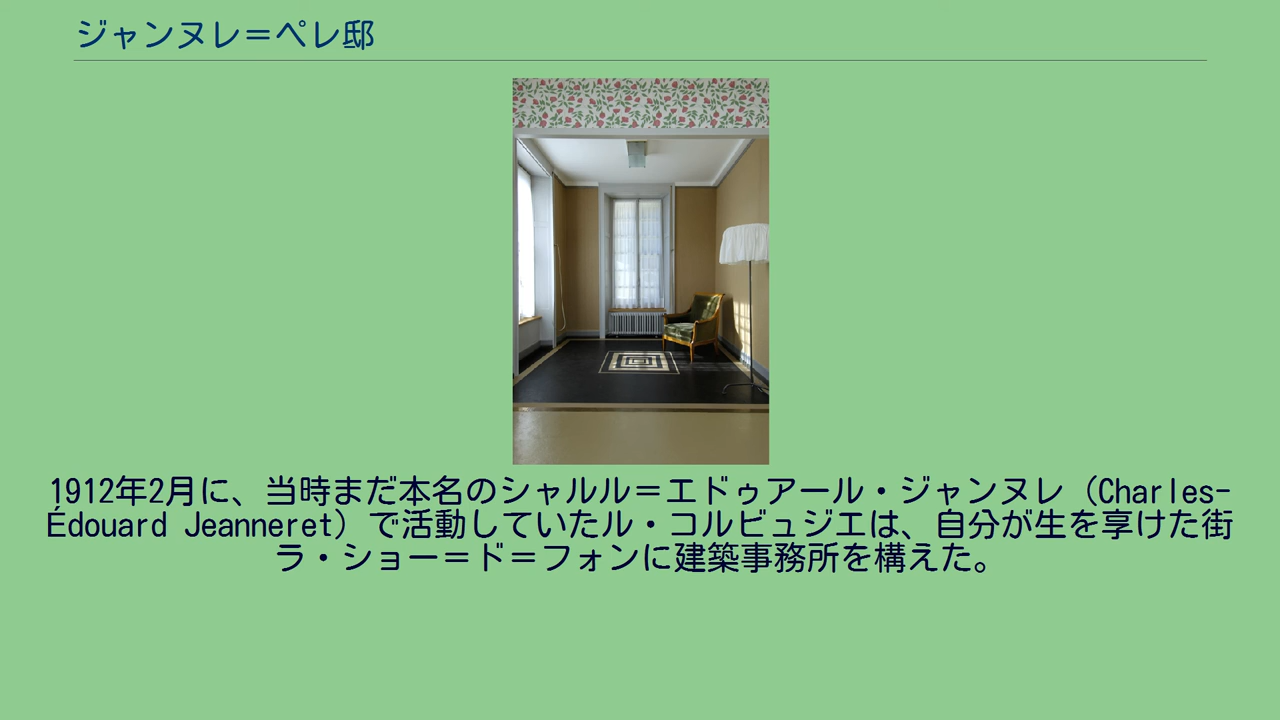 ジャンヌレ＝ペレ邸
1912年2月に、当時まだ本名のシャルル＝エドゥアール・ジャンヌレ（Charles-
Édouard Jeanneret）で活動していたル・コルビュジエは、自分が生を享けた街
ラ・ショー＝ド＝フォンに建築事務所を構えた。